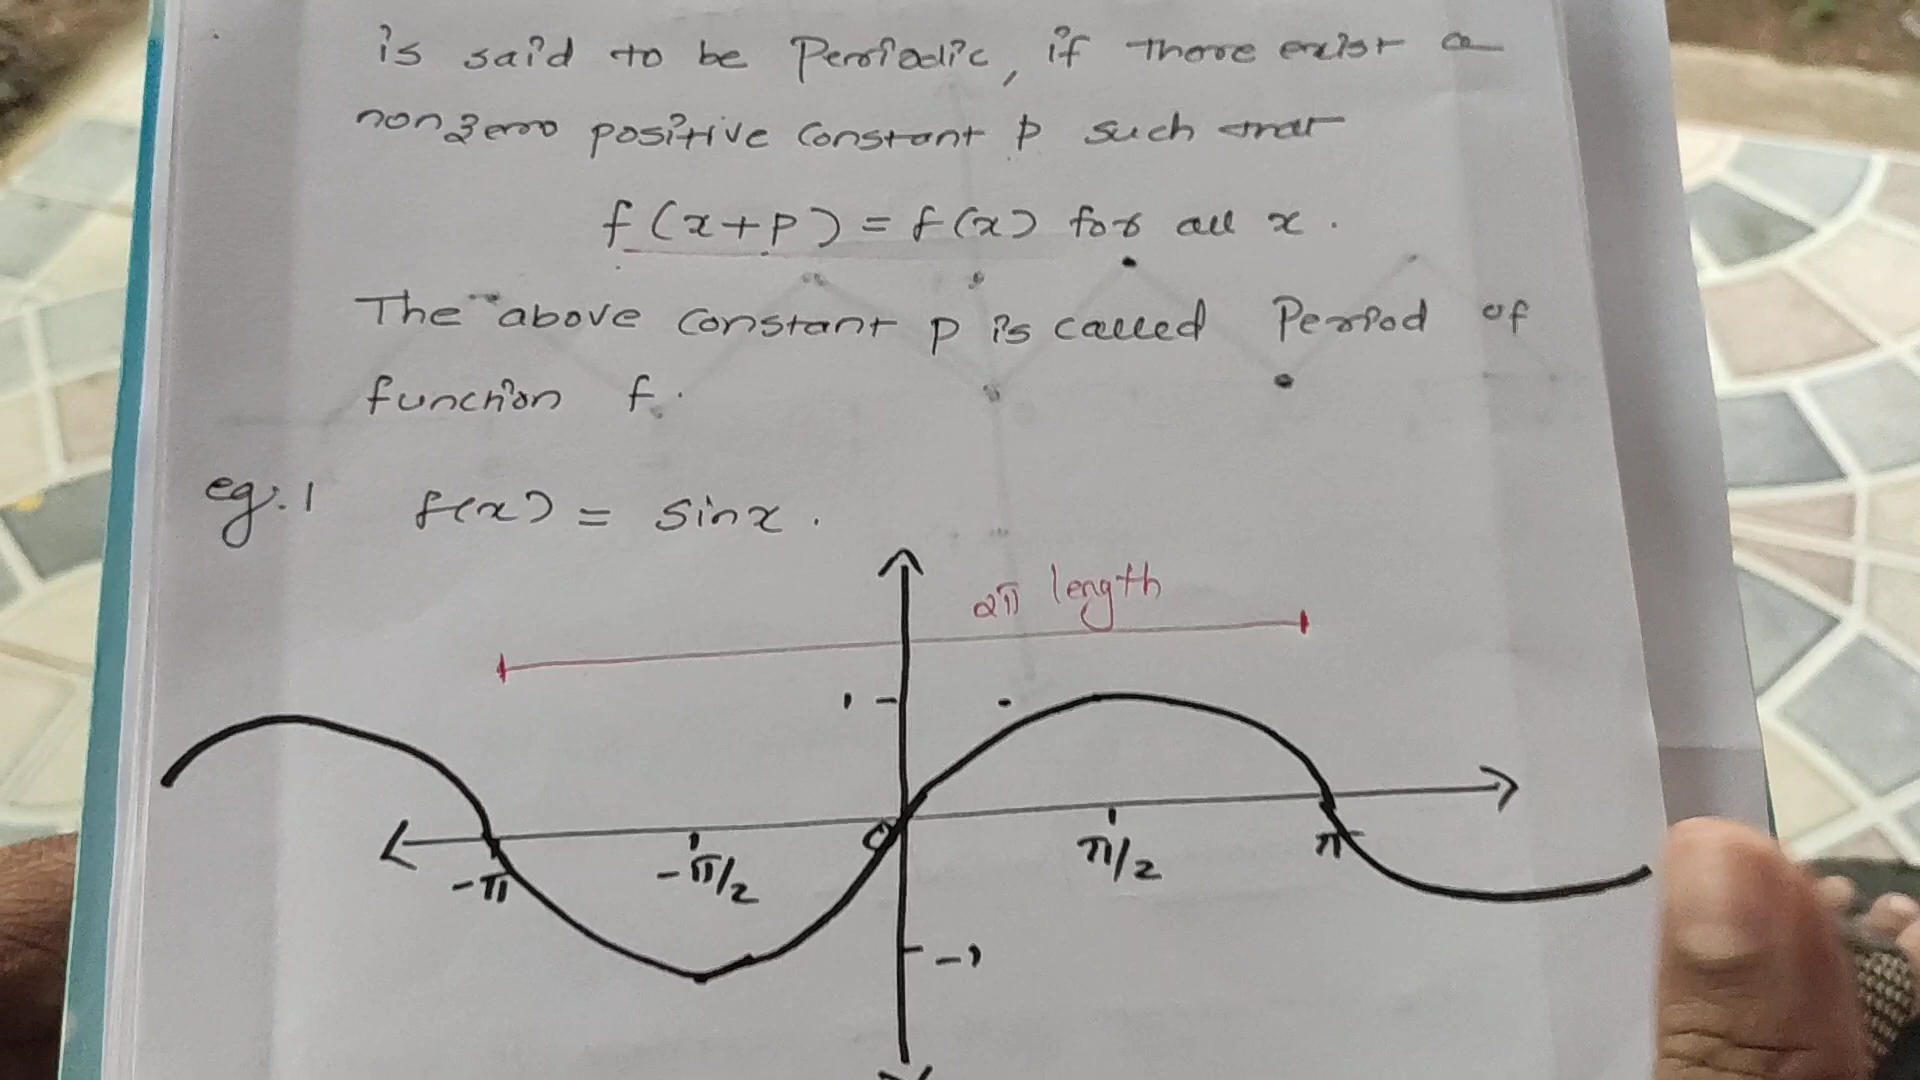 is said to be Periodic, if there exist a
nonzero positive constant p such that
f(x+p) = f(x) for all x.
The above constant p is called Period of
function f.
eg.1 f(x) = sinx.
2π length
1
-π -π/2 0 π/2 π
-1